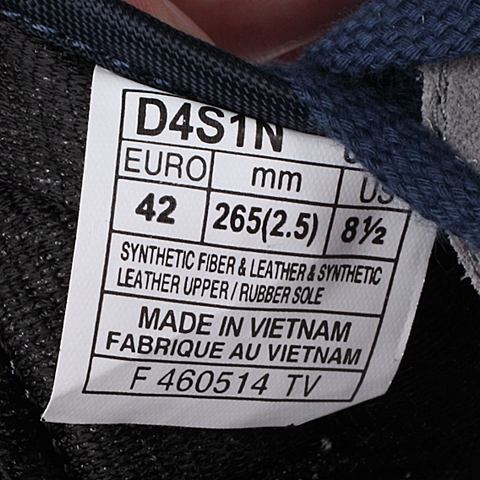 D4S1N
EURO mm US
42 265(2.5) 8½
SYNTHETIC FIBER & LEATHER & SYNTHETIC
LEATHER UPPER / RUBBER SOLE
MADE IN VIETNAM
FABRIQUE AU VIETNAM
F 460514 TV